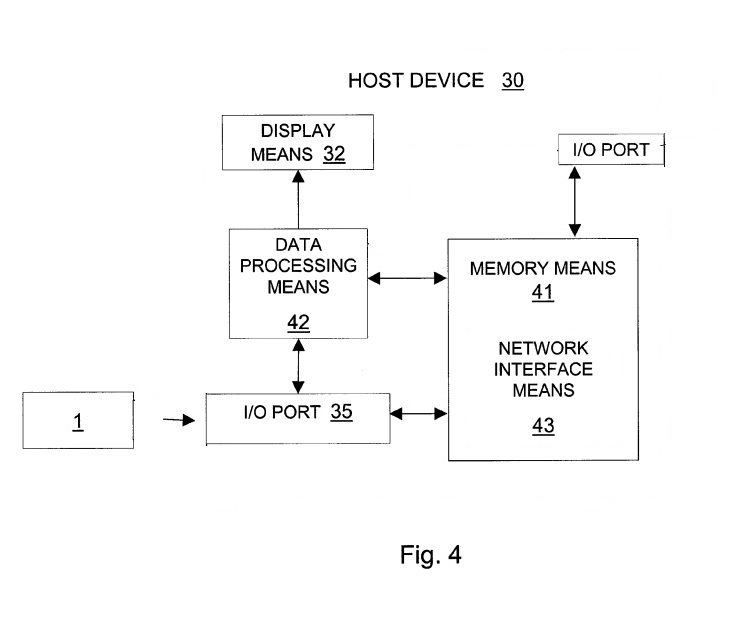 HOST DEVICE 30
DISPLAY
MEANS 32
I/O PORT
DATA
PROCESSING
MEANS
42
MEMORY MEANS
41
NETWORK
INTERFACE
MEANS
43
1
I/O PORT 35
Fig. 4